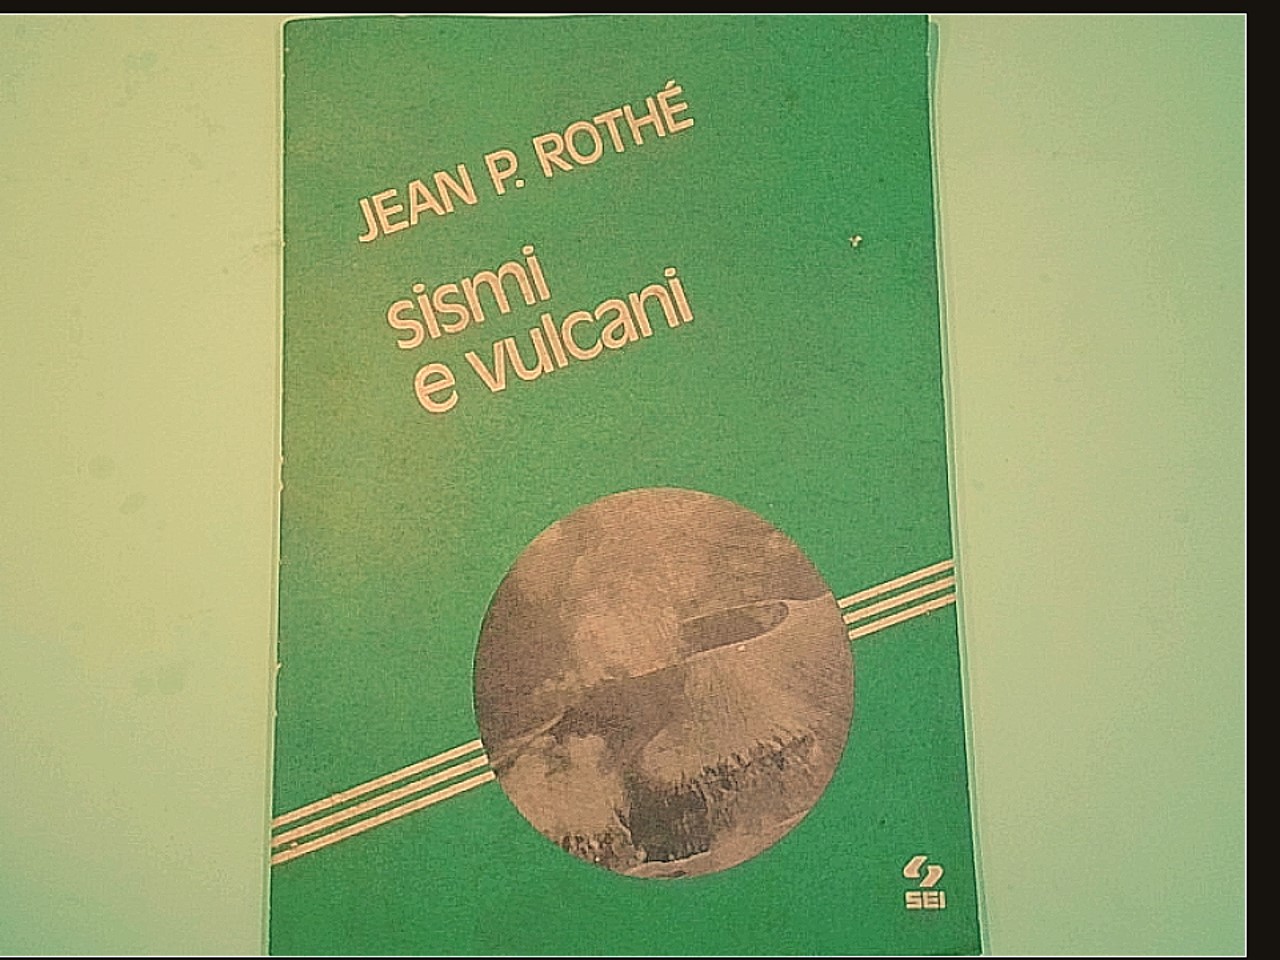 JEAN P. ROTHÉ
sismi
e vulcani
SEI